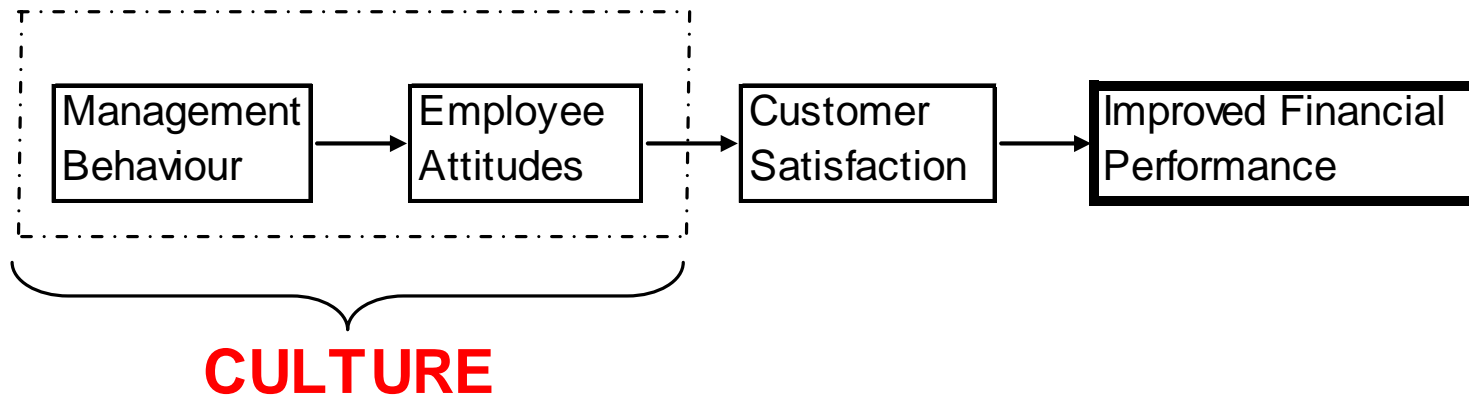 Management
Behaviour
Employee
Attitudes
Customer
Satisfaction
Improved Financial
Performance
CULTURE